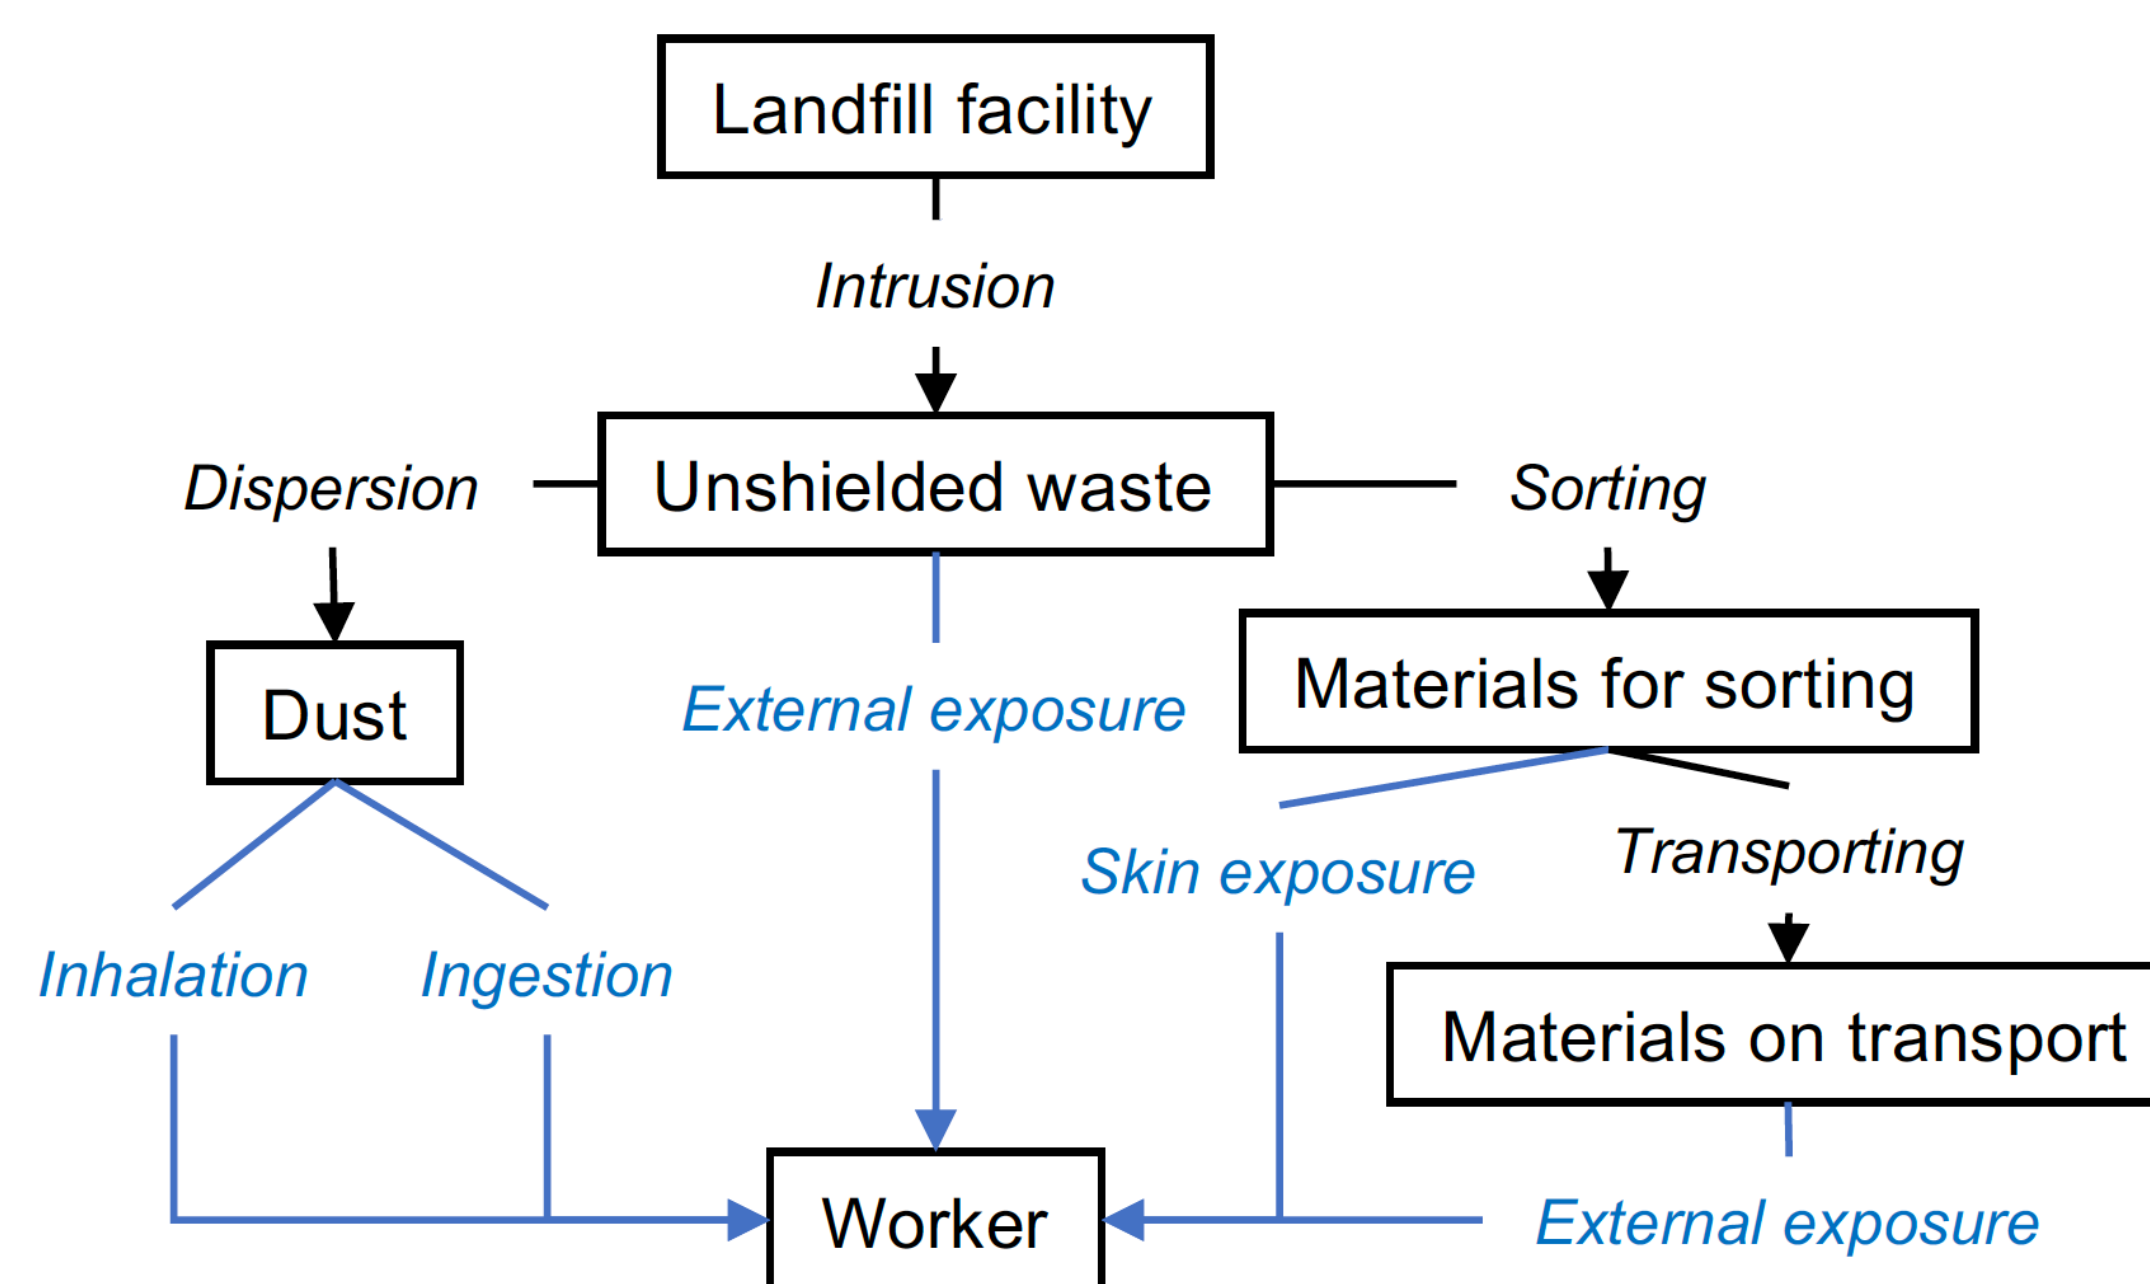 Landfill facility
Intrusion
Dispersion
Unshielded waste
Sorting
Dust
External exposure
Materials for sorting
Skin exposure
Transporting
Inhalation
Ingestion
Materials on transport
Worker
External exposure